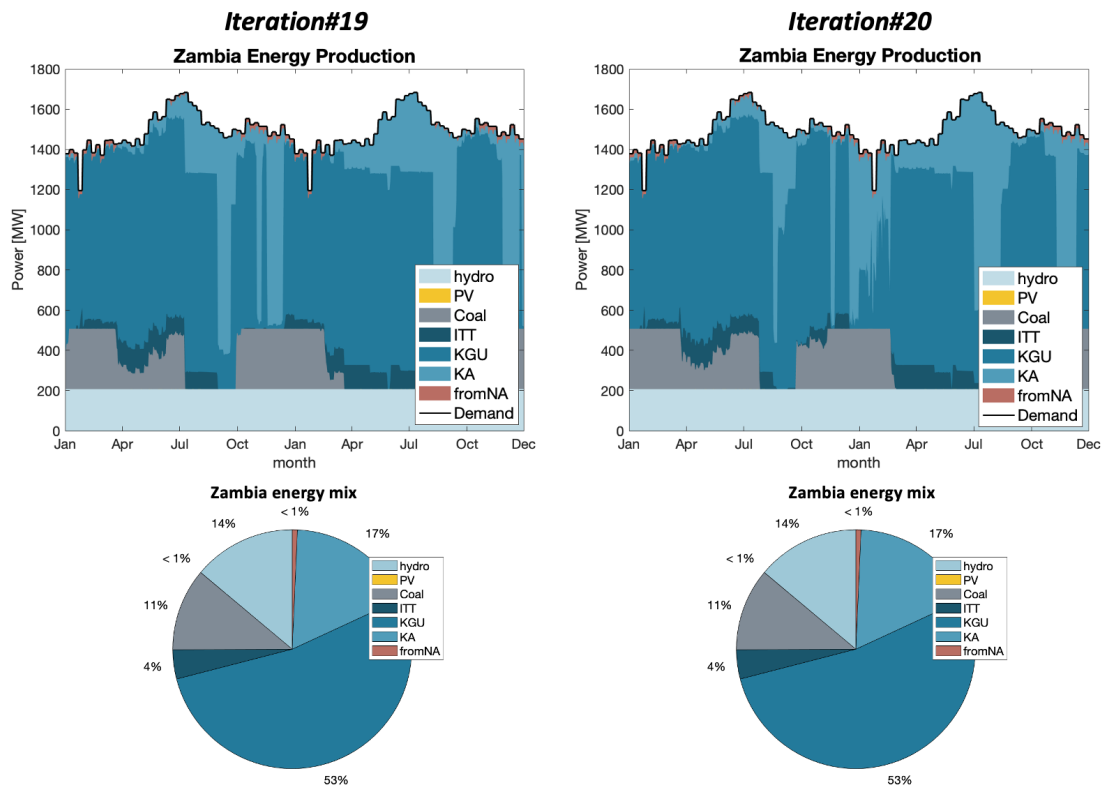 Iteration#19
Zambia Energy Production
1800
1600
1400
1200
1000
800
600
400
200
0
Power [MW]
Jan Apr Jul Oct Jan Apr Jul Oct Dec
month
hydro
PV
Coal
ITT
KGU
KA
fromNA
Demand
Zambia energy mix
< 1%
14%
17%
< 1%
11%
4%
53%
hydro
PV
Coal
ITT
KGU
KA
fromNA
Iteration#20
Zambia Energy Production
1800
1600
1400
1200
1000
800
600
400
200
0
Power [MW]
Jan Apr Jul Oct Jan Apr Jul Oct Dec
month
hydro
PV
Coal
ITT
KGU
KA
fromNA
Demand
Zambia energy mix
< 1%
14%
17%
< 1%
11%
4%
53%
hydro
PV
Coal
ITT
KGU
KA
fromNA